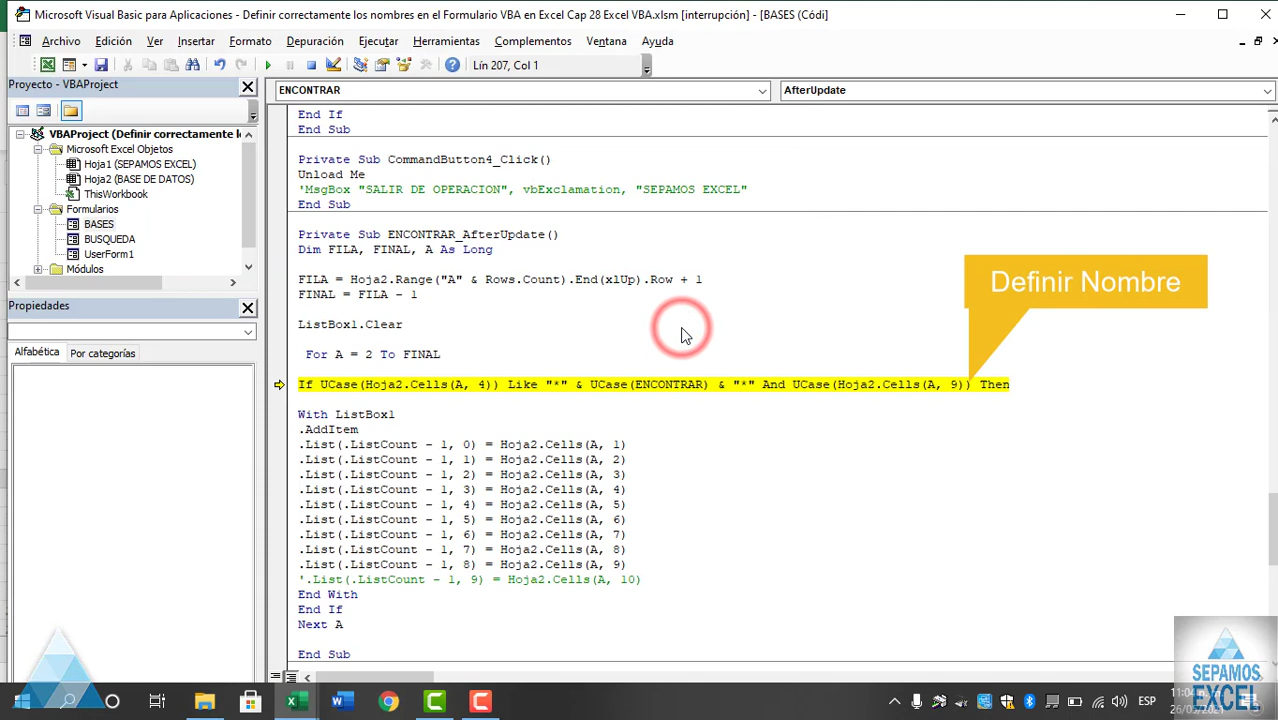 Microsoft Visual Basic para Aplicaciones - Definir correctamente los nombres en el Formulario VBA en Excel Cap 28 Excel VBA.xlsm [interrupción] - [BASES (Códi]
Archivo Edición Ver Insertar Formato Depuración Ejecutar Herramientas Complementos Ventana Ayuda
Lín 207, Col 1
Proyecto - VBAProject
ENCONTRAR
AfterUpdate
VBAProject (Definir correctamente l
Microsoft Excel Objetos
Hoja1 (SEPAMOS EXCEL)
Hoja2 (BASE DE DATOS)
ThisWorkbook
Formularios
BASES
BUSQUEDA
UserForm1
Módulos
Propiedades
Alfabética Por categorías
End If
End Sub
Private Sub CommandButton4_Click()
Unload Me
'MsgBox "SALIR DE OPERACION", vbExclamation, "SEPAMOS EXCEL"
End Sub
Private Sub ENCONTRAR_AfterUpdate()
Dim FILA, FINAL, A As Long
FILA = Hoja2.Range("A" & Rows.Count).End(xlUp).Row + 1
FINAL = FILA - 1
ListBox1.Clear
For A = 2 To FINAL
If UCase(Hoja2.Cells(A, 4)) Like "*" & UCase(ENCONTRAR) & "*" And UCase(Hoja2.Cells(A, 9)) Then
With ListBox1
.AddItem
.List(.ListCount - 1, 0) = Hoja2.Cells(A, 1)
.List(.ListCount - 1, 1) = Hoja2.Cells(A, 2)
.List(.ListCount - 1, 2) = Hoja2.Cells(A, 3)
.List(.ListCount - 1, 3) = Hoja2.Cells(A, 4)
.List(.ListCount - 1, 4) = Hoja2.Cells(A, 5)
.List(.ListCount - 1, 5) = Hoja2.Cells(A, 6)
.List(.ListCount - 1, 6) = Hoja2.Cells(A, 7)
.List(.ListCount - 1, 7) = Hoja2.Cells(A, 8)
.List(.ListCount - 1, 8) = Hoja2.Cells(A, 9)
'.List(.ListCount - 1, 9) = Hoja2.Cells(A, 10)
End With
End If
Next A
End Sub
Definir Nombre
ESP
11:04 p.
26/05/2021
SEPAMOS
EXCEL